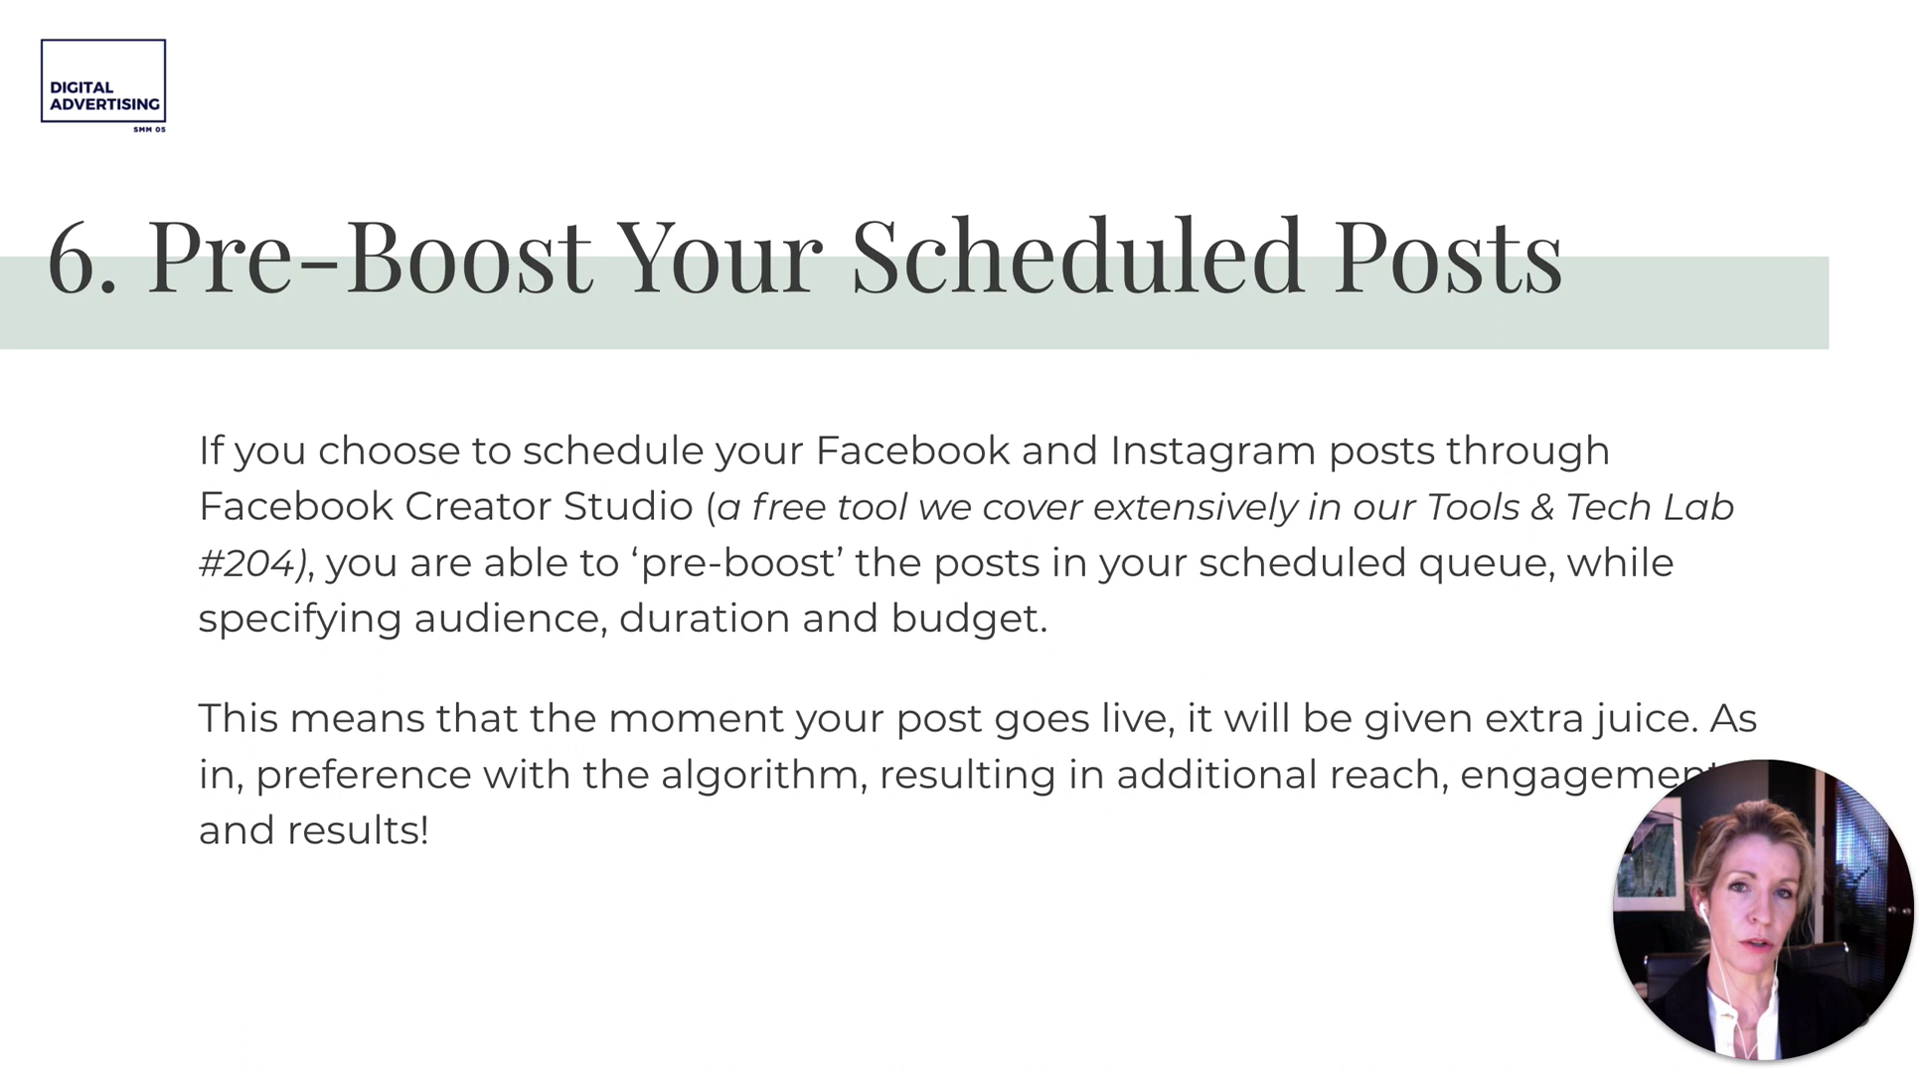 DIGITAL
ADVERTISING
SMM 05
6. Pre-Boost Your Scheduled Posts
If you choose to schedule your Facebook and Instagram posts through
Facebook Creator Studio (a free tool we cover extensively in our Tools & Tech Lab
#204), you are able to ‘pre-boost’ the posts in your scheduled queue, while
specifying audience, duration and budget.
This means that the moment your post goes live, it will be given extra juice. As
in, preference with the algorithm, resulting in additional reach, engagement
and results!